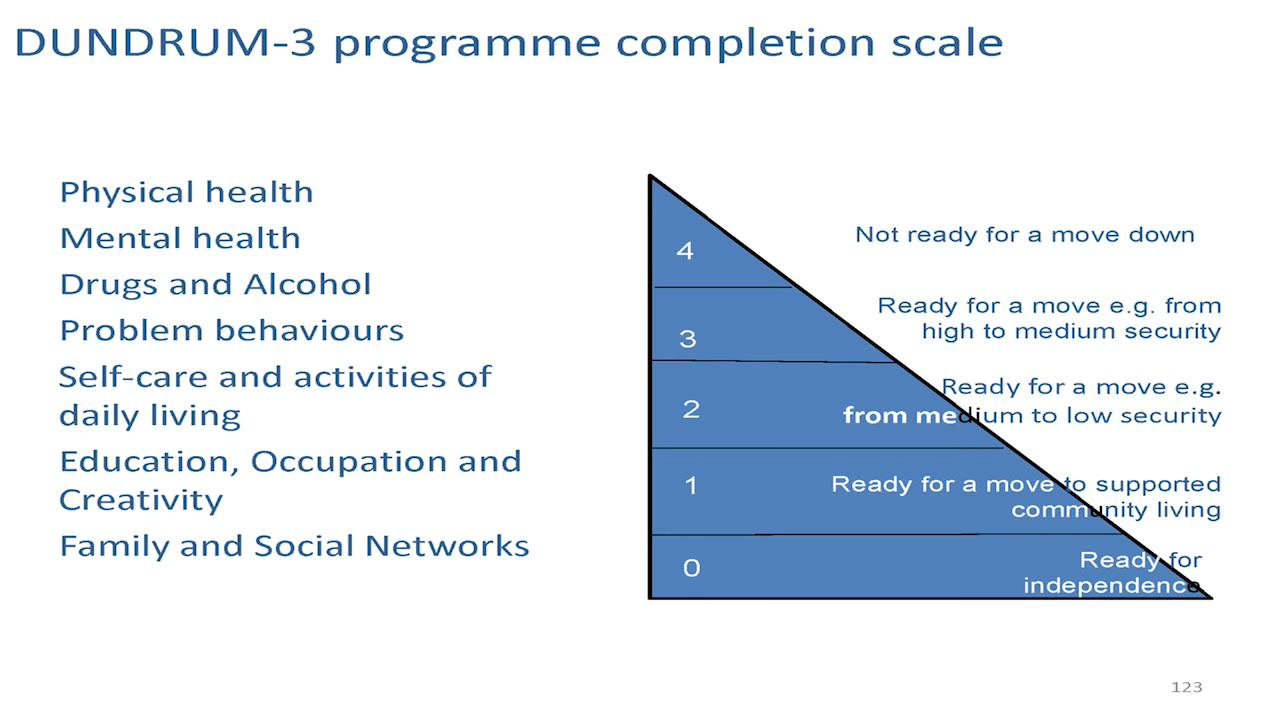 DUNDRUM-3 programme completion scale
Physical health
Mental health
Drugs and Alcohol
Problem behaviours
Self-care and activities of
daily living
Education, Occupation and
Creativity
Family and Social Networks
4
Not ready for a move down
3
Ready for a move e.g. from
high to medium security
2
Ready for a move e.g.
from medium to low security
1
Ready for a move to supported
community living
0
Ready for
independence
123